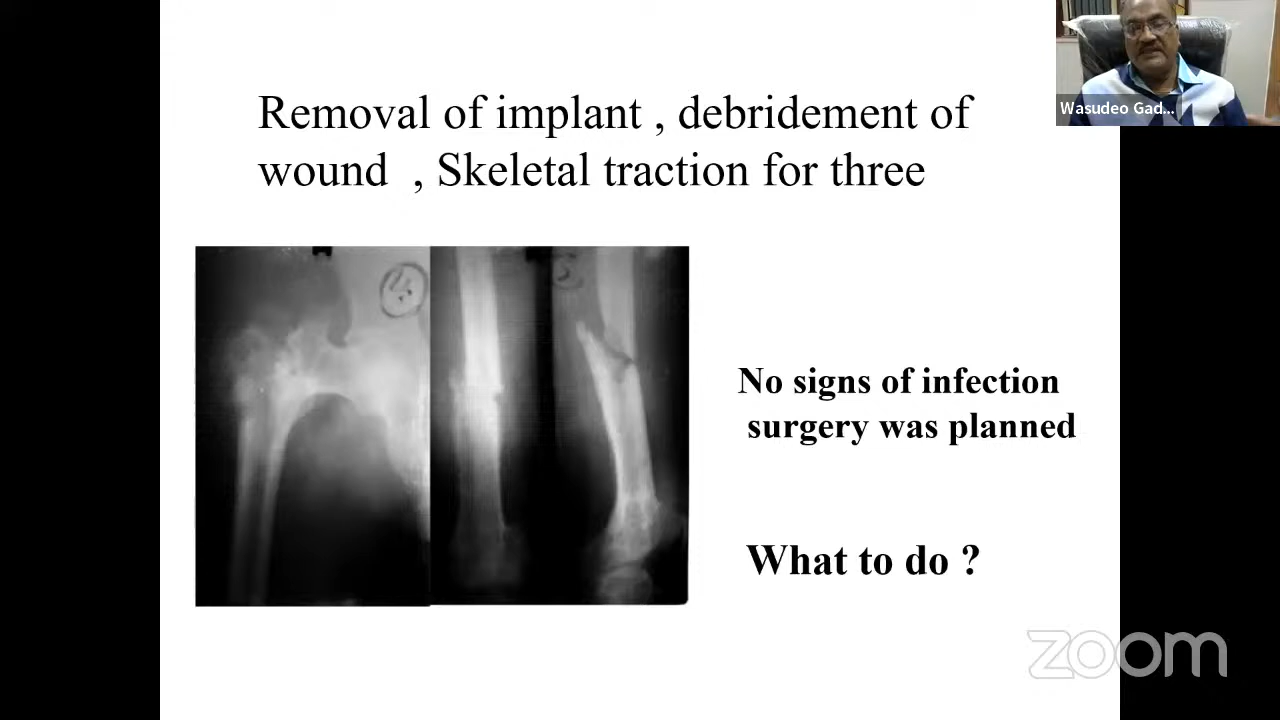 Removal of implant , debridement of
wound , Skeletal traction for three
No signs of infection
surgery was planned
What to do ?
Wasudeo Gad...
zoom